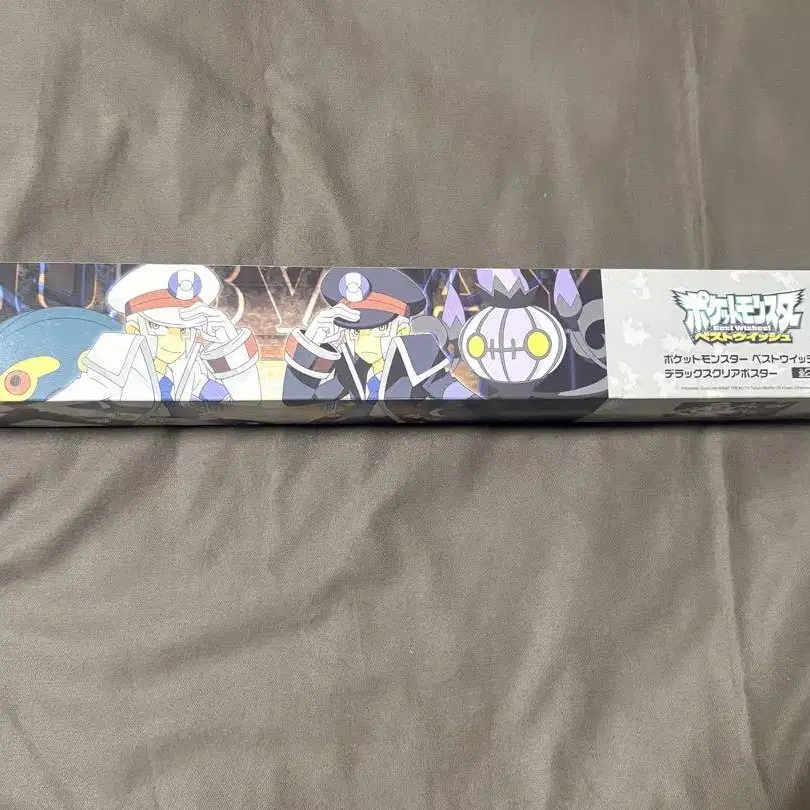 ポケットモンスター
Best Wishes!
ベストウイッシュ
ポケットモンスター ベストウイッシ
デラックスクリアポスター 全2